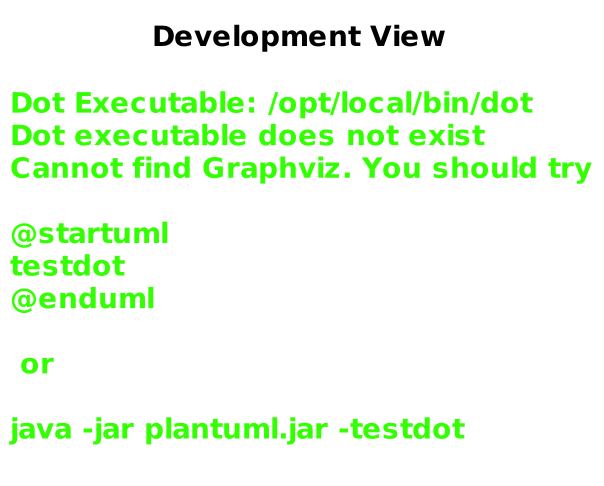 Development View
Dot Executable: /opt/local/bin/dot
Dot executable does not exist
Cannot find Graphviz. You should try
@startuml
testdot
@enduml
or
java -jar plantuml.jar -testdot